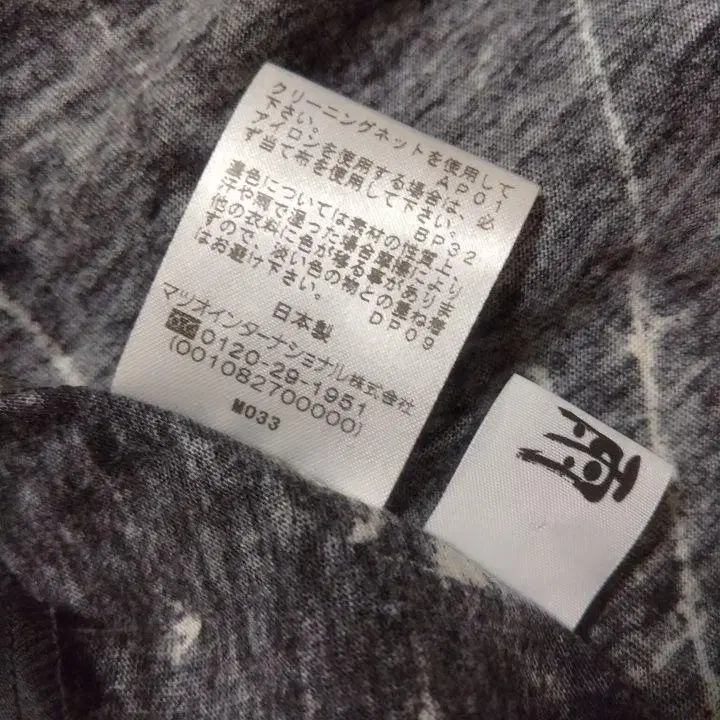 クリーニングネットを使用して
下さい。 AP01
アイロンを使用する場合は、必
ず当て布を使用して下さい。
BP32
濃色については素材の性質上、
汗や雨で湿った場合摩擦により
他の衣料に色が移る事がありま
すので、淡い色の物との重ね着
はお避け下さい。 DP09
日本製
マツオインターナショナル株式会社
0120-29-1951
(001082700000)
M033